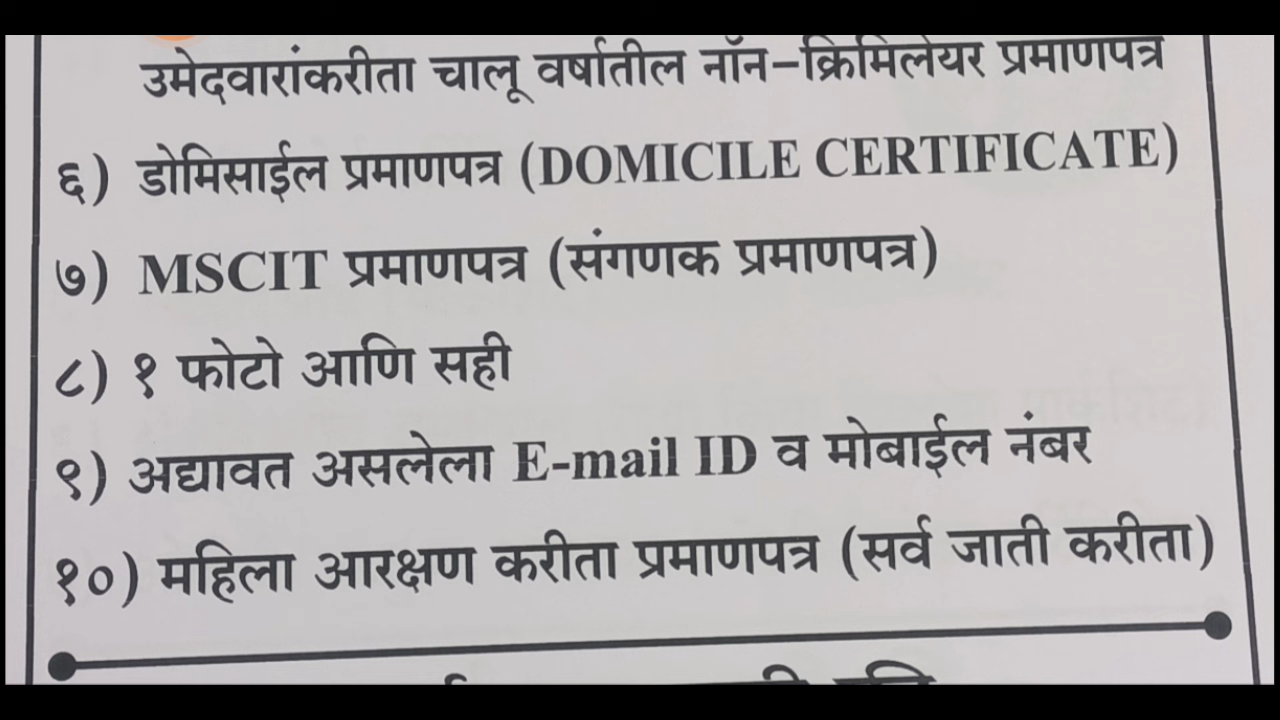 उमेदवारांकरीता चालू वर्षातील नॉन-क्रिमिलेयर प्रमाणपत्र
६) डोमिसाईल प्रमाणपत्र (DOMICILE CERTIFICATE)
७) MSCIT प्रमाणपत्र (संगणक प्रमाणपत्र)
८) १ फोटो आणि सही
९) अद्यावत असलेला E-mail ID व मोबाईल नंबर
१०) महिला आरक्षण करीता प्रमाणपत्र (सर्व जाती करीता)